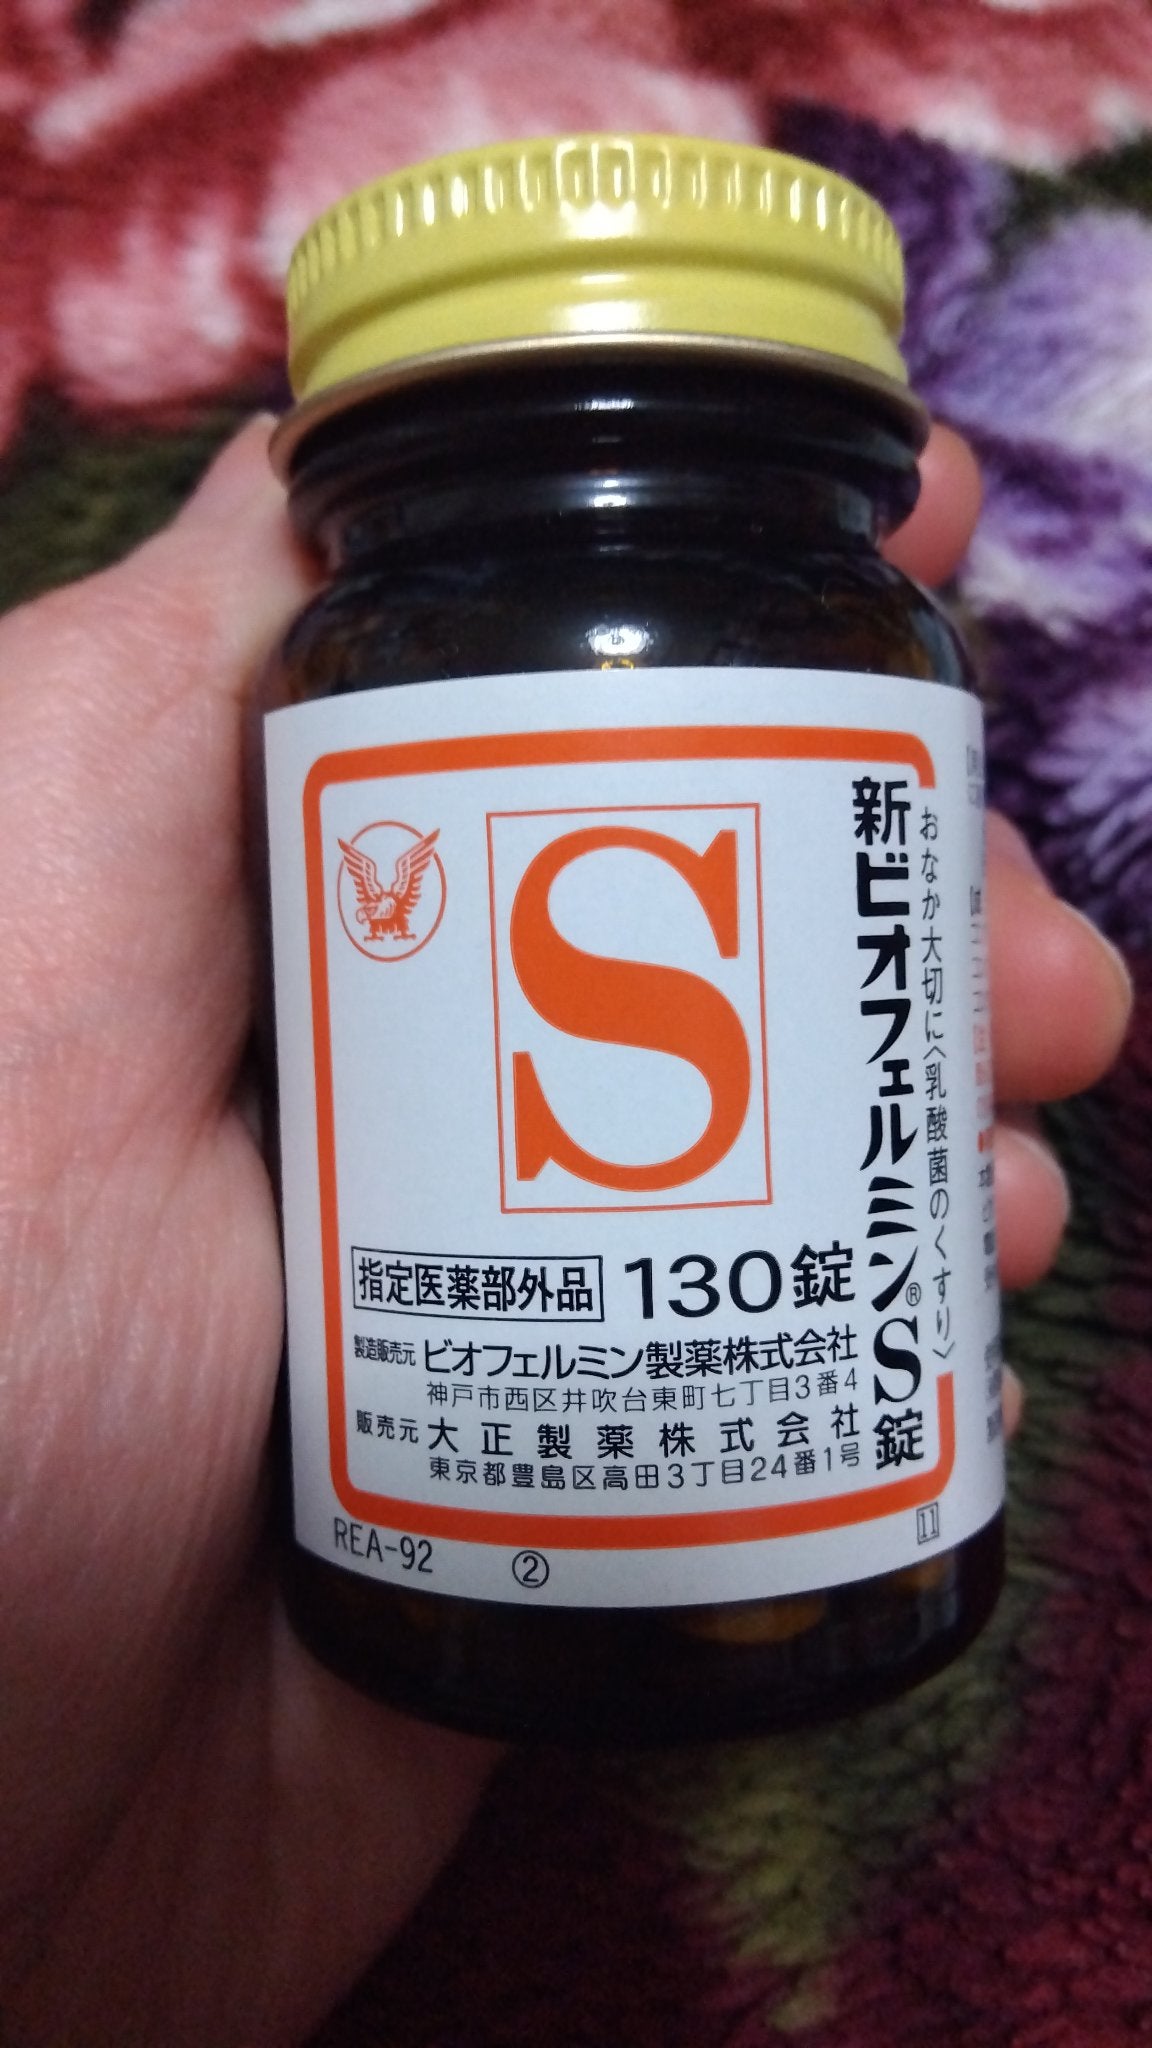 新ビオフェルミン®S錠
おなか大切に〈乳酸菌のくすり〉
S
指定医薬部外品
130錠
製造販売元 ビオフェルミン製薬株式会社
神戸市西区井吹台東町七丁目3番4
販売元 大正製薬株式会社
東京都豊島区高田3丁目24番1号
REA-92
②
11